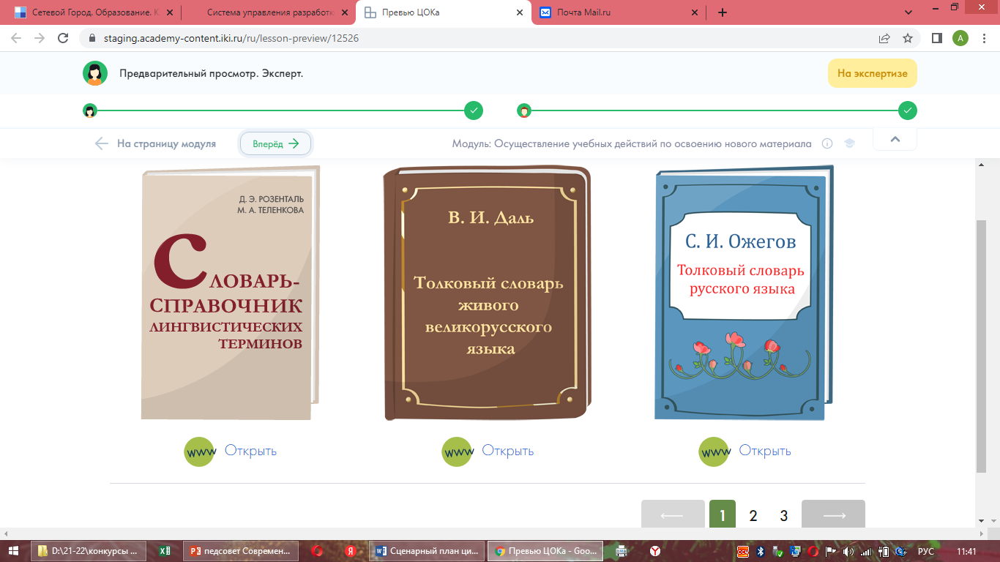 Сетевой Город. Образование. К
Система управления разработк
Превью ЦОКа
Почта Mail.ru
staging.academy-content.iki.ru/ru/lesson-preview/12526
А
Предварительный просмотр. Эксперт.
На экспертизе
На страницу модуля
Вперёд
Модуль: Осуществление учебных действий по освоению нового материала
Д. Э. РОЗЕНТАЛЬ
М. А. ТЕЛЕНКОВА
СЛОВАРЬ-
СПРАВОЧНИК
ЛИНГВИСТИЧЕСКИХ
ТЕРМИНОВ
В. И. Даль
Толковый словарь
живого
великорусского
языка
С. И. Ожегов
Толковый словарь
русского языка
www Открыть
www Открыть
www Открыть
1 2 3
D:\21-22\конкурсы ...
педсовет Современ...
Сценарный план ци...
Превью ЦОКа - Goo...
РУС
11:41